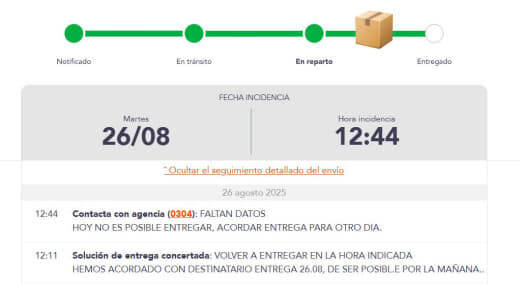 Notificado
En tránsito
En reparto
Entregado
FECHA INCIDENCIA
Martes
26/08
Hora incidencia
12:44
ˆ Ocultar el seguimiento detallado del envío
26 agosto 2025
12:44 Contacta con agencia (0304): FALTAN DATOS
HOY NO ES POSIBLE ENTREGAR, ACORDAR ENTREGA PARA OTRO DIA.
12:11 Solución de entrega concertada: VOLVER A ENTREGAR EN LA HORA INDICADA
HEMOS ACORDADO CON DESTINATARIO ENTREGA 26.08, DE SER POSIBLE POR LA MAÑANA..